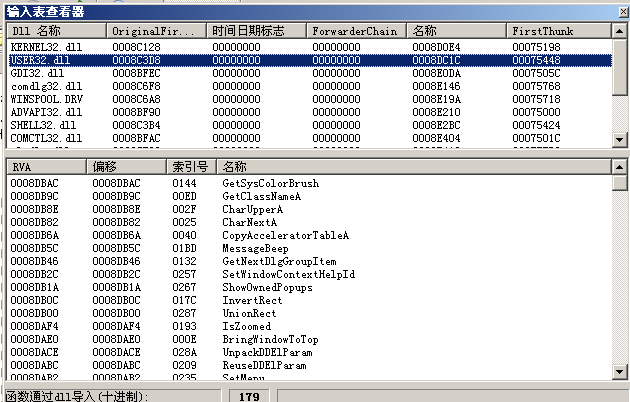 输入表查看器
Dll 名称 OriginalFir... 时间日期标志 ForwarderChain 名称 FirstThunk
KERNEL32.dll 0008C128 00000000 00000000 0008D0E4 00075198
USER32.dll 0008C3D8 00000000 00000000 0008DC1C 00075448
GDI32.dll 0008BFEC 00000000 00000000 0008E0DA 0007505C
comdlg32.dll 0008C6F8 00000000 00000000 0008E146 00075768
WINSPOOL.DRV 0008C6A8 00000000 00000000 0008E19A 00075718
ADVAPI32.dll 0008BF90 00000000 00000000 0008E210 00075000
SHELL32.dll 0008C3B4 00000000 00000000 0008E2BC 00075424
COMCTL32.dll 0008BFAC 00000000 00000000 0008E404 0007501C
RVA 偏移 索引号 名称
0008DBAC 0008DBAC 0144 GetSysColorBrush
0008DB9C 0008DB9C 00ED GetClassNameA
0008DB8E 0008DB8E 002F CharUpperA
0008DB82 0008DB82 0025 CharNextA
0008DB6A 0008DB6A 0040 CopyAcceleratorTableA
0008DB5C 0008DB5C 01BD MessageBeep
0008DB46 0008DB46 0132 GetNextDlgGroupItem
0008DB2C 0008DB2C 0257 SetWindowContextHelpId
0008DB1A 0008DB1A 0267 ShowOwnedPopups
0008DB0C 0008DB0C 017C InvertRect
0008DB00 0008DB00 0287 UnionRect
0008DAF4 0008DAF4 0193 IsZoomed
0008DAE0 0008DAE0 000E BringWindowToTop
0008DACE 0008DACE 028A UnpackDDElParam
0008DABC 0008DABC 0209 ReuseDDElParam
0008DAB2 0008DAB2 0235 SetMenu
函数通过dll导入(十进制): 179